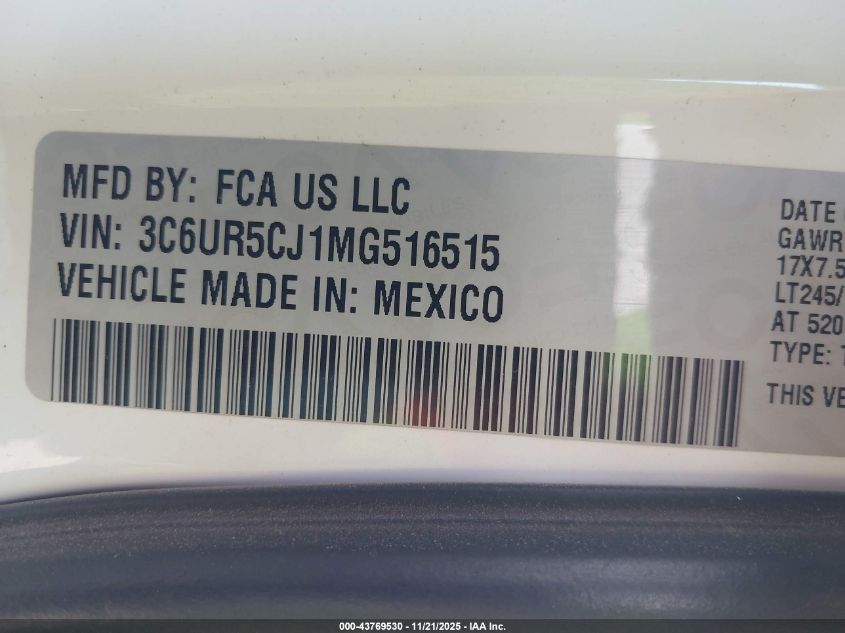 MFD BY: FCA US LLC
VIN: 3C6UR5CJ1MG516515
VEHICLE MADE IN: MEXICO
DATE
GAWR
17X7.5
LT245/
AT 520
TYPE:
THIS VE
000-43769530 - 11/21/2025 - IAA Inc.